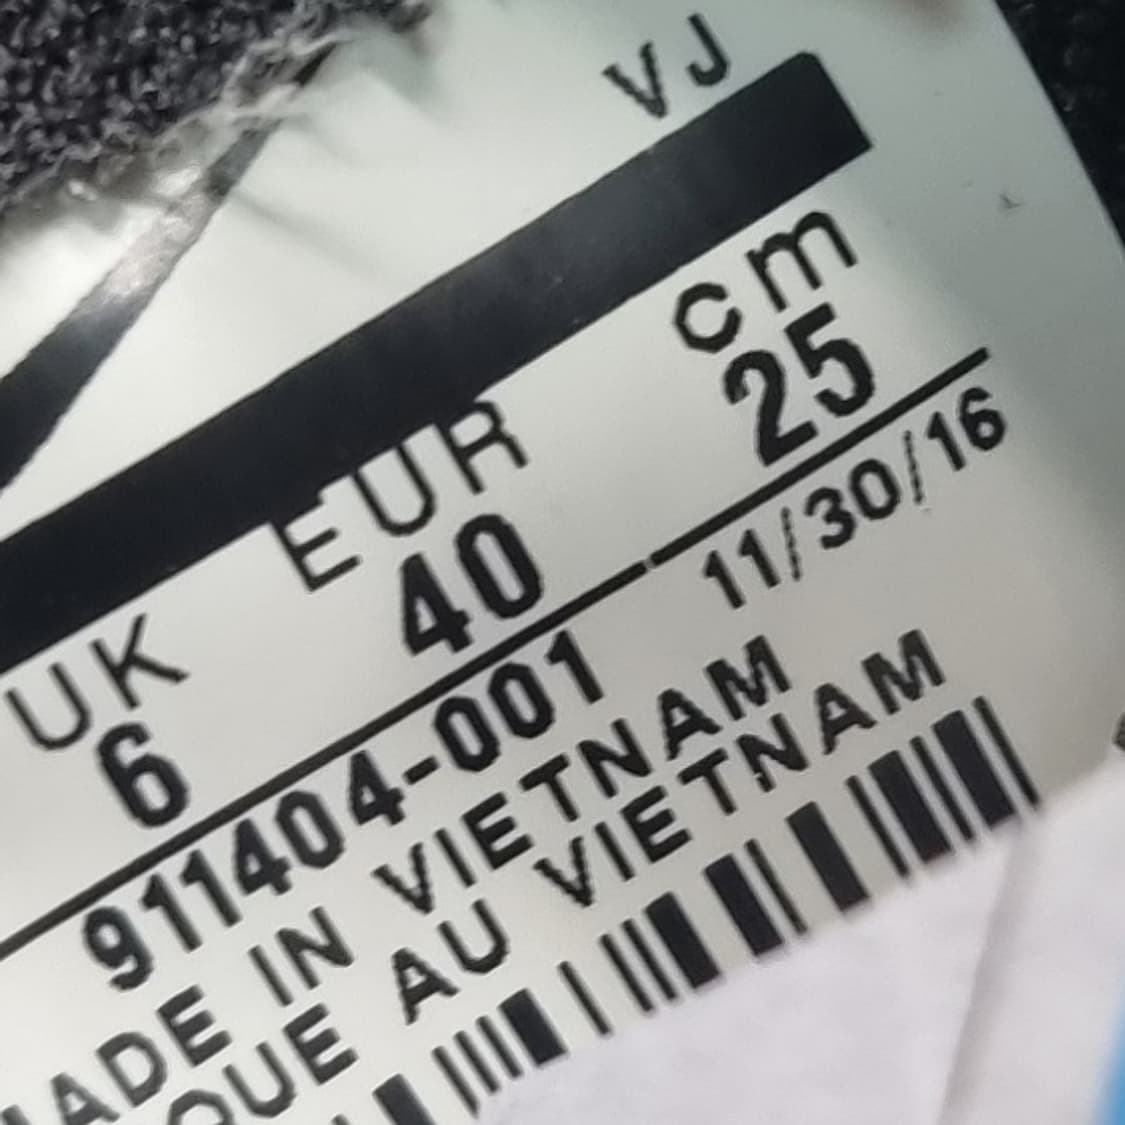 VJ
UK EUR cm
6 40 25
911404-001 11/30/16
MADE IN VIETNAM
QUE AU VIETNAM